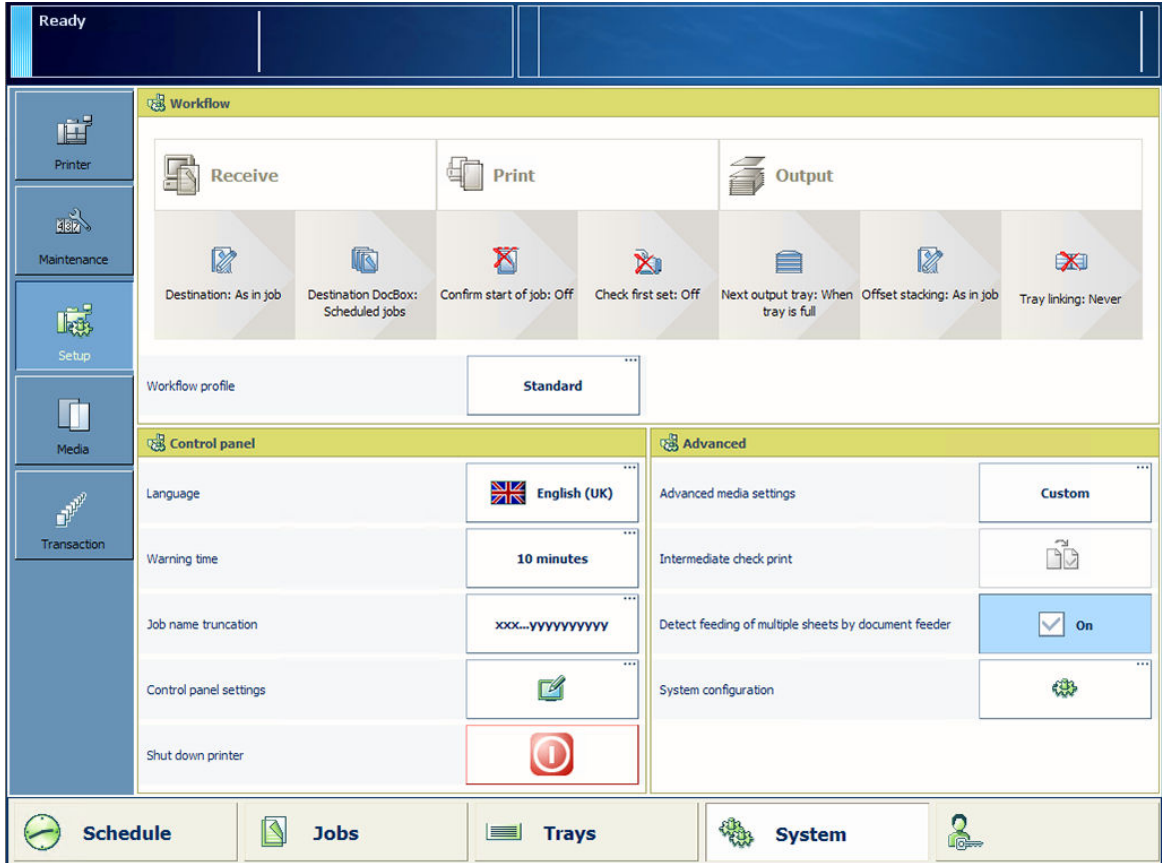 Ready
Printer
Maintenance
Setup
Media
Transaction
Workflow
Receive
Print
Output
Destination: As in job
Destination DocBox:
Scheduled jobs
Confirm start of job: Off
Check first set: Off
Next output tray: When
tray is full
Offset stacking: As in job
Tray linking: Never
Workflow profile
Standard
Control panel
Language
English (UK)
Warning time
10 minutes
Job name truncation
xxx...yyyyyyyyyy
Control panel settings
Shut down printer
Advanced
Advanced media settings
Custom
Intermediate check print
Detect feeding of multiple sheets by document feeder
On
System configuration
Schedule
Jobs
Trays
System